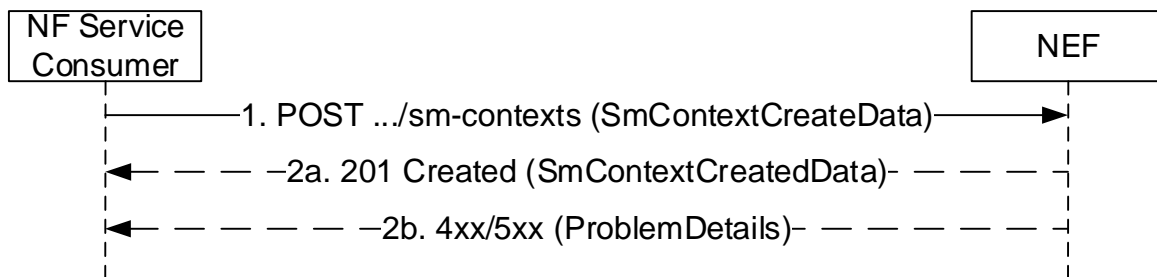 NF Service
Consumer
NEF
1. POST .../sm-contexts (SmContextCreateData)
2a. 201 Created (SmContextCreatedData)
2b. 4xx/5xx (ProblemDetails)